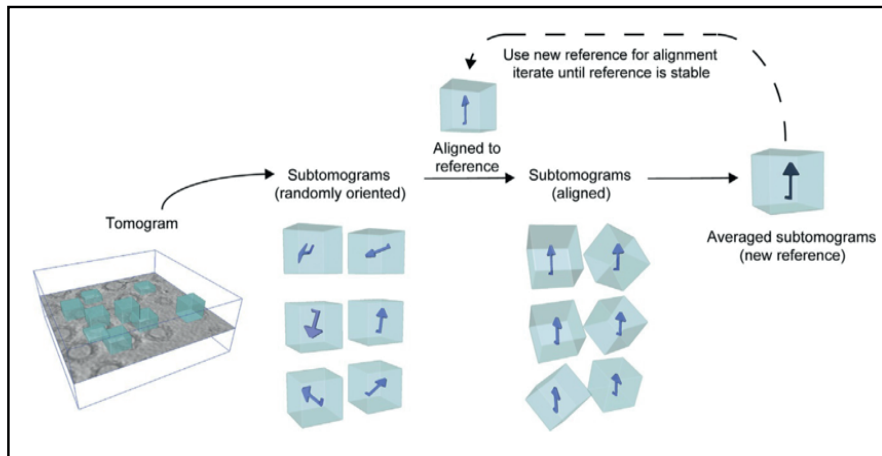 Use new reference for alignment
iterate until reference is stable
Aligned to
reference
Subtomograms
(randomly oriented)
Subtomograms
(aligned)
Tomogram
Averaged subtomograms
(new reference)